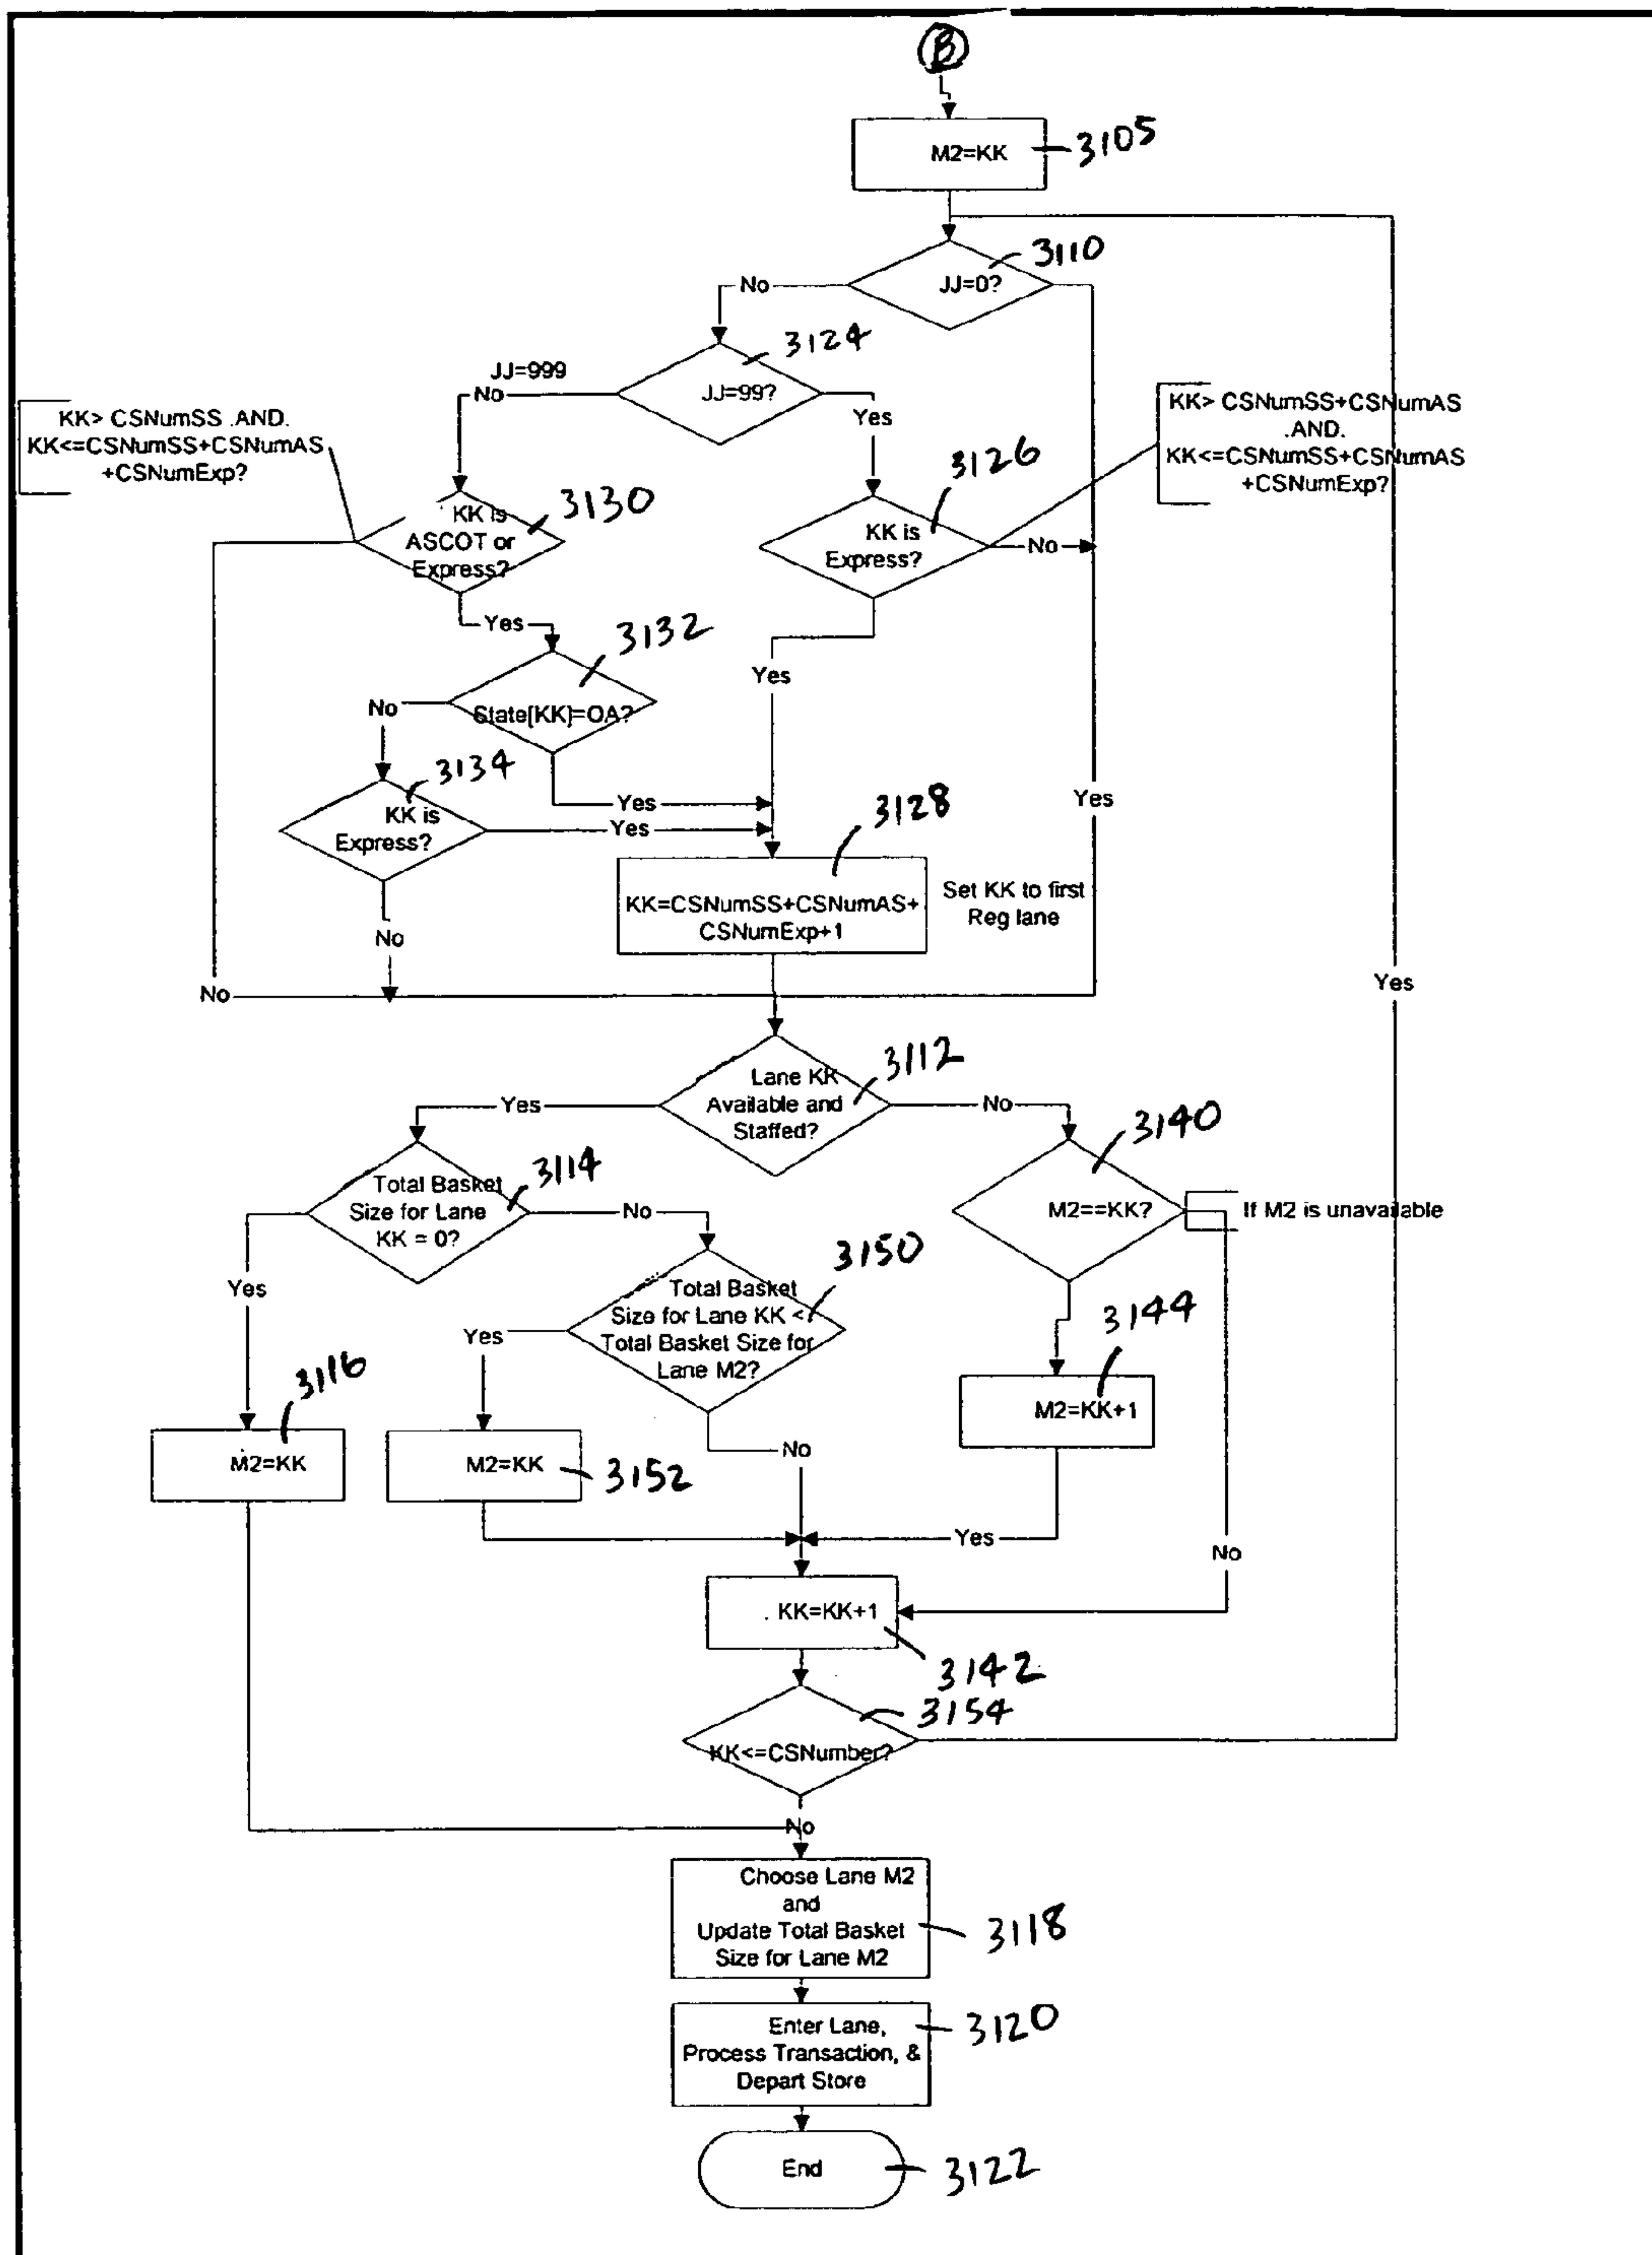 B
M2=KK
3105
3110
JJ=0?
No
3124
JJ=999
No
JJ=99?
Yes
KK> CSNumSS .AND.
KK<=CSNumSS+CSNumAS
+CSNumExp?
KK> CSNumSS+CSNumAS
.AND.
KK<=CSNumSS+CSNumAS
+CSNumExp?
3126
KK is
Express?
No
3130
KK is
ASCOT or
Express?
Yes
3132
State[KK]=OA?
No
Yes
Yes
3134
KK is
Express?
Yes
Yes
No
3128
KK=CSNumSS+CSNumAS+
CSNumExp+1
Set KK to first
Reg lane
Yes
No
Yes
3112
Lane KK
Available and
Staffed?
Yes
No
3140
M2==KK?
If M2 is unavailable
3114
Total Basket
Size for Lane
KK = 0?
No
Yes
3150
Total Basket
Size for Lane KK <
Total Basket Size for
Lane M2?
Yes
3144
M2=KK+1
3116
M2=KK
M2=KK
3152
No
Yes
No
KK=KK+1
3142
3154
KK<=CSNumber?
No
Choose Lane M2
and
Update Total Basket
Size for Lane M2
3118
Enter Lane,
Process Transaction, &
Depart Store
3120
End
3122